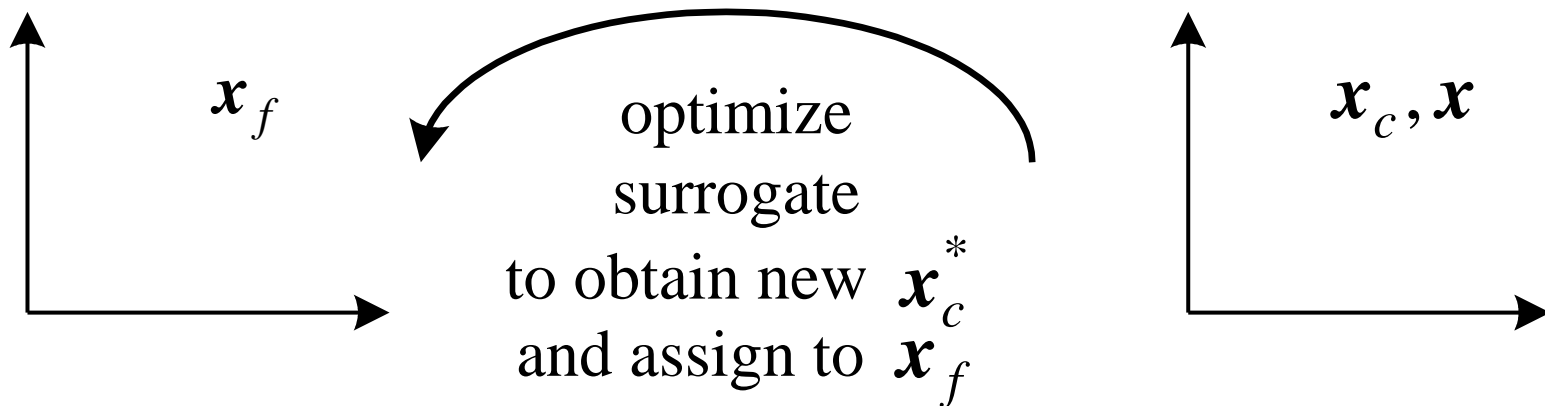 x_f
optimize
surrogate
to obtain new x_c^*
and assign to x_f
x_c, x